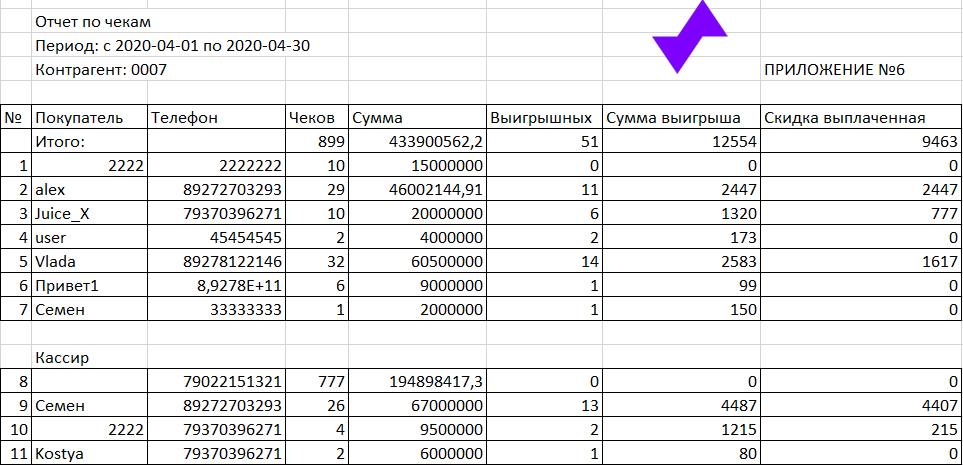 Отчет по чекам
Период: с 2020-04-01 по 2020-04-30
Контрагент: 0007 ПРИЛОЖЕНИЕ №6
№ Покупатель Телефон Чеков Сумма Выигрышных Сумма выигрыша Скидка выплаченная
Итого: 899 433900562,2 51 12554 9463
1 2222 2222222 10 15000000 0 0 0
2 alex 89272703293 29 46002144,91 11 2447 2447
3 Juice_X 79370396271 10 20000000 6 1320 777
4 user 45454545 2 4000000 2 173 0
5 Vlada 89278122146 32 60500000 14 2583 1617
6 Привет1 8,9278E+11 6 9000000 1 99 0
7 Семен 33333333 1 2000000 1 150 0
Кассир
8 79022151321 777 194898417,3 0 0 0
9 Семен 89272703293 26 67000000 13 4487 4407
10 2222 79370396271 4 9500000 2 1215 215
11 Kostya 79370396271 2 6000000 1 80 0